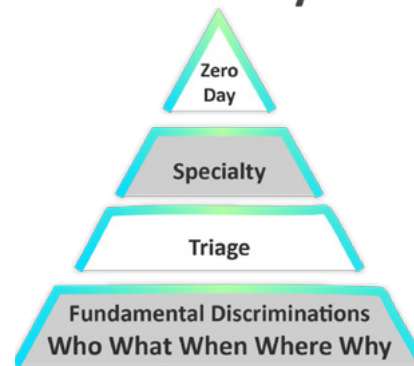 Zero
Day
Specialty
Triage
Fundamental Discriminations
Who What When Where Why